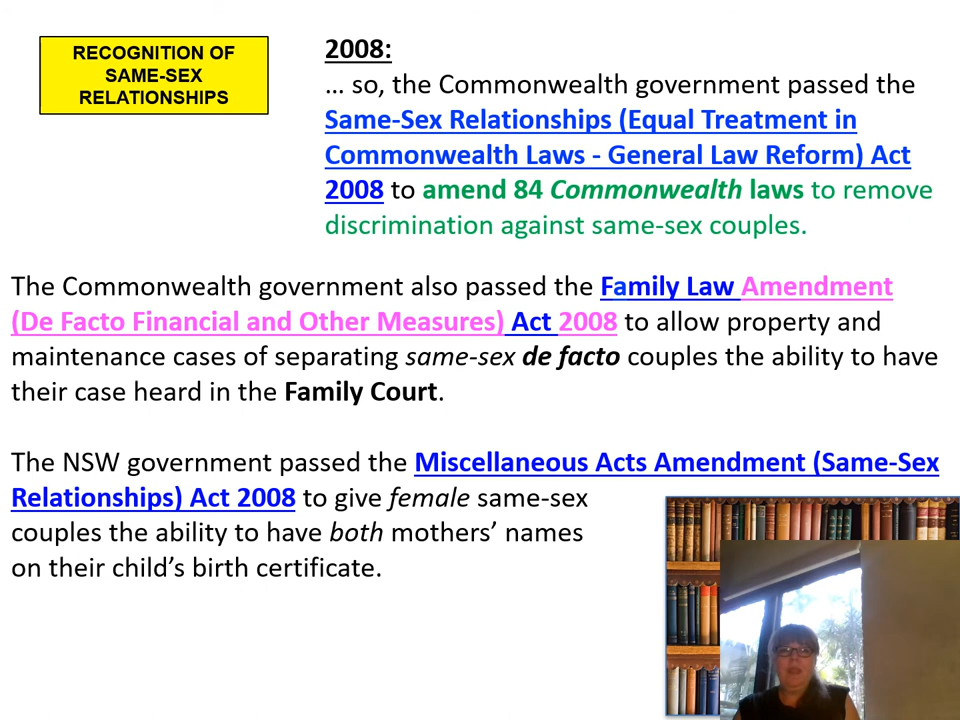 RECOGNITION OF
SAME-SEX
RELATIONSHIPS
2008:
... so, the Commonwealth government passed the
Same-Sex Relationships (Equal Treatment in
Commonwealth Laws - General Law Reform) Act
2008 to amend 84 Commonwealth laws to remove
discrimination against same-sex couples.
The Commonwealth government also passed the Family Law Amendment
(De Facto Financial and Other Measures) Act 2008 to allow property and
maintenance cases of separating same-sex de facto couples the ability to have
their case heard in the Family Court.
The NSW government passed the Miscellaneous Acts Amendment (Same-Sex
Relationships) Act 2008 to give female same-sex
couples the ability to have both mothers’ names
on their child’s birth certificate.